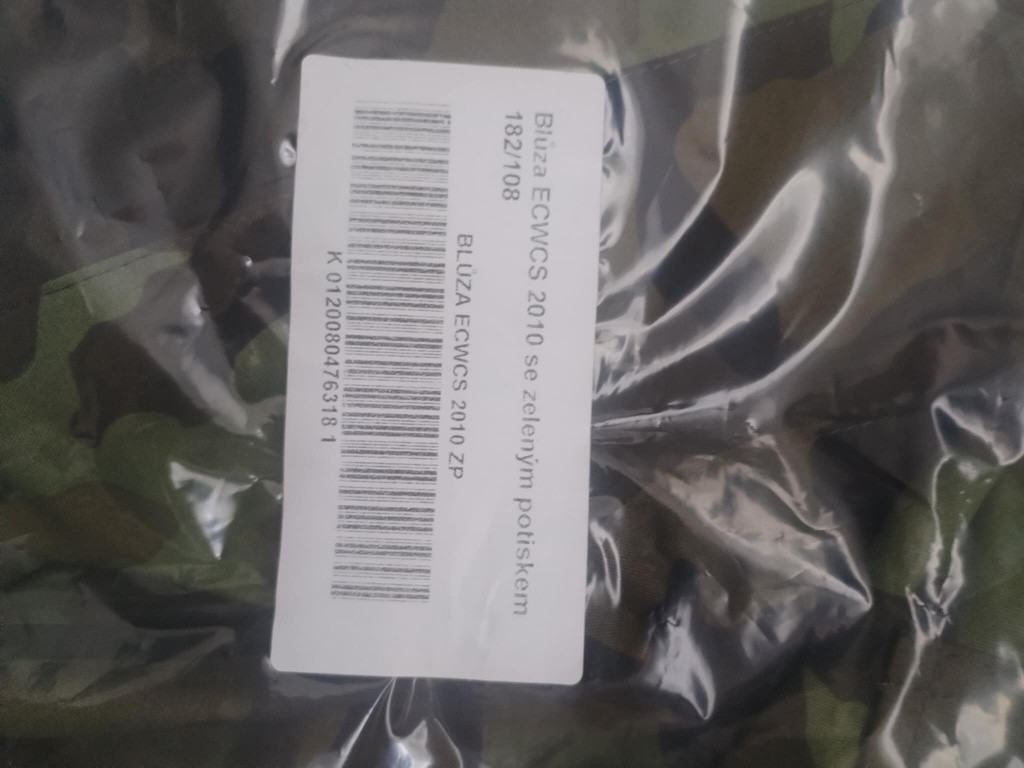 Blůza ECWCS 2010 se zeleným potiskem
182/108
BLŮZA ECWCS 2010 ZP
K 0120080476318 1